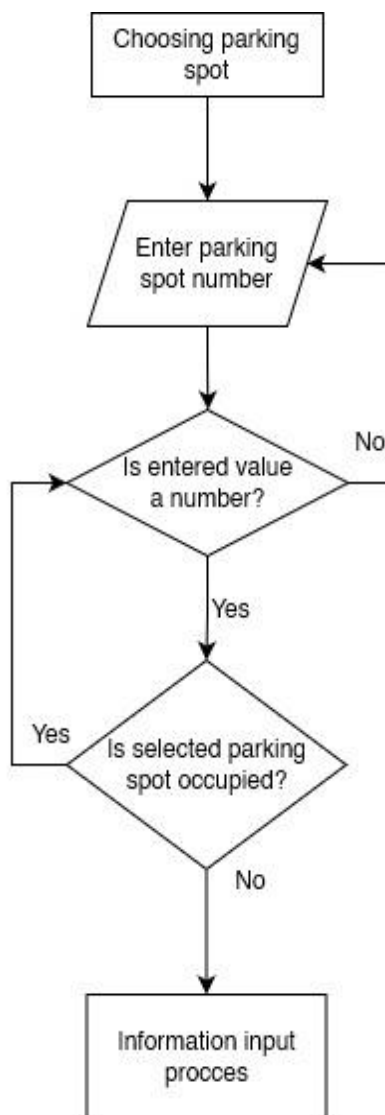 Choosing parking
spot
Enter parking
spot number
Is entered value
a number?
No
Yes
Is selected parking
spot occupied?
Yes
No
Information input
procces